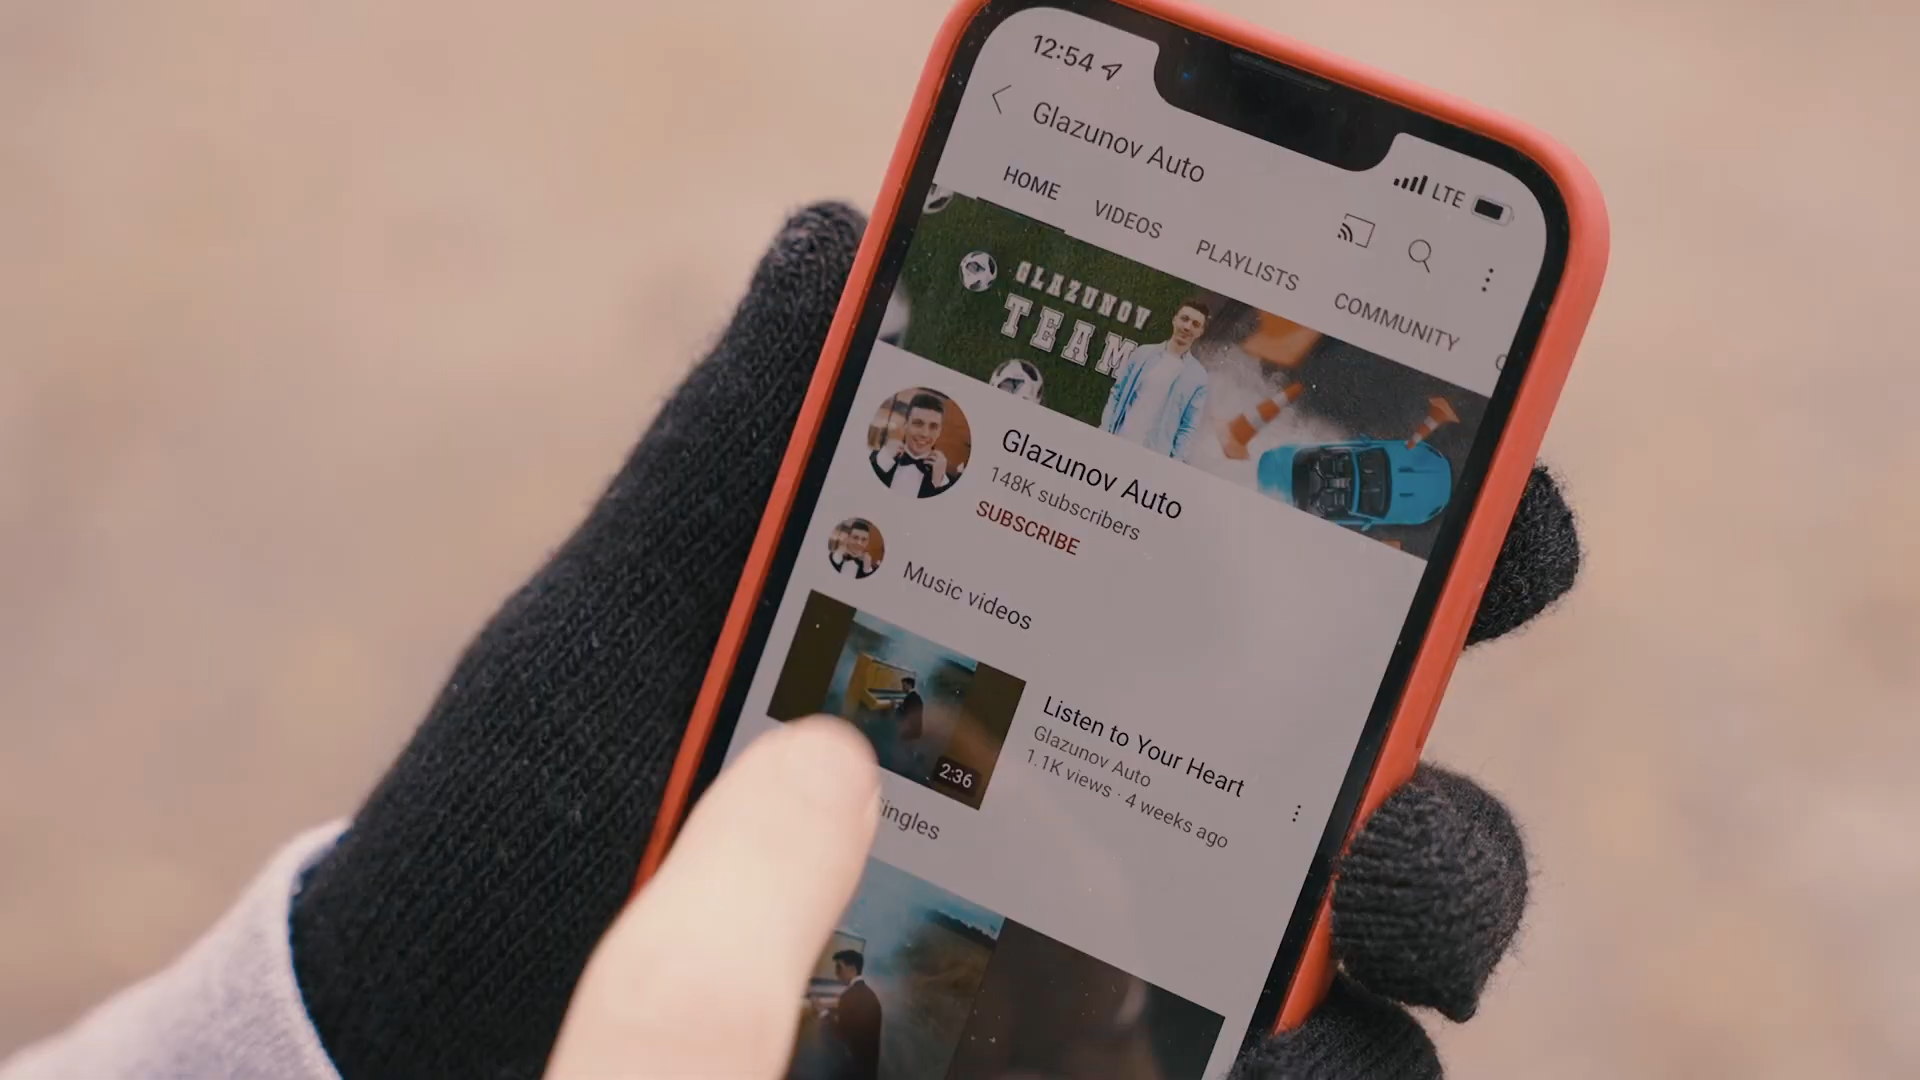 12:54
LTE
Glazunov Auto
HOME
VIDEOS
PLAYLISTS
COMMUNITY
GLAZUNOV
TEAM
Glazunov Auto
148K subscribers
SUBSCRIBE
Music videos
2:36
Listen to Your Heart
Glazunov Auto
1.1K views · 4 weeks ago